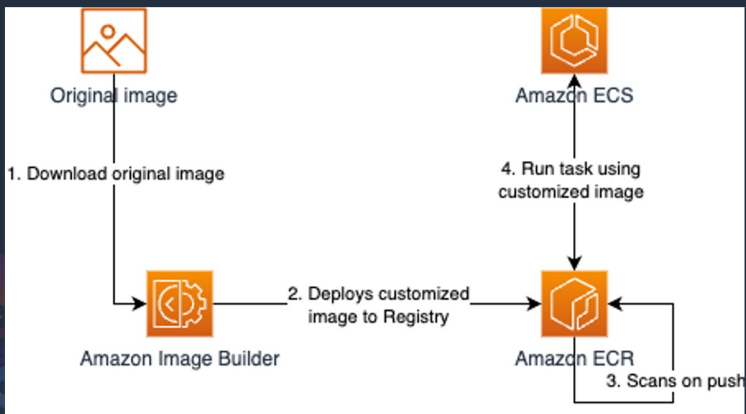 Original image
Amazon ECS
1. Download original image
4. Run task using
customized image
2. Deploys customized
image to Registry
Amazon Image Builder
Amazon ECR
3. Scans on push